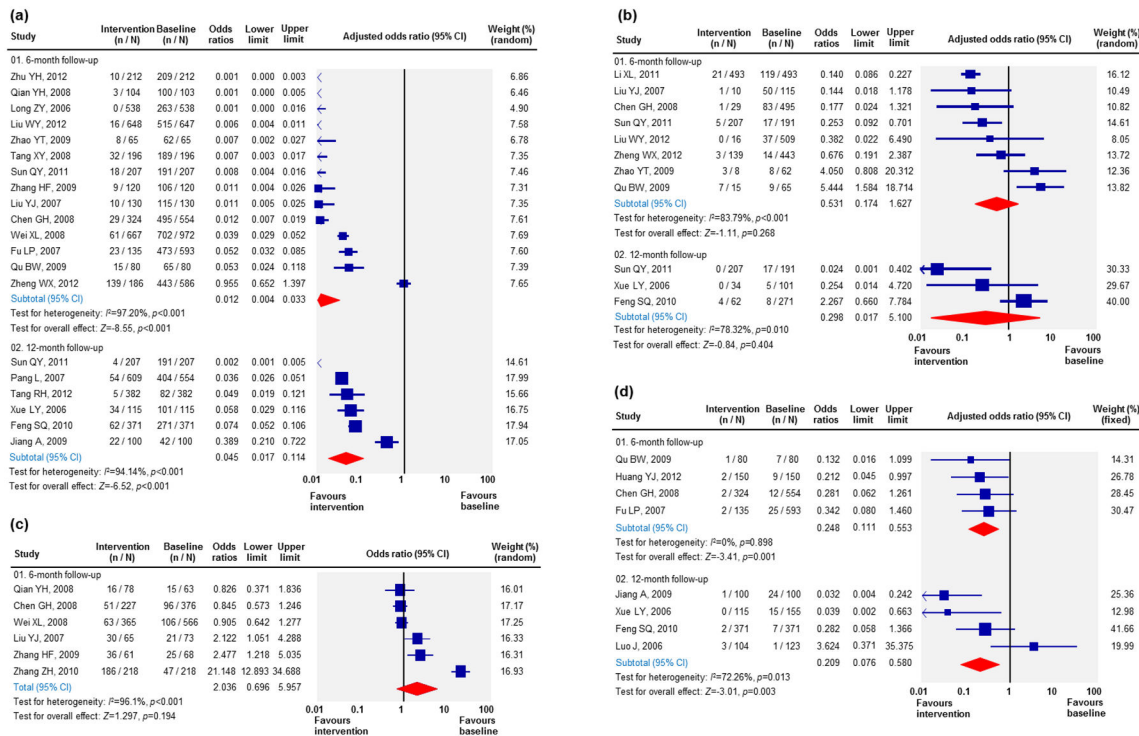 (a)
Study Intervention (n / N) Baseline (n / N) Odds ratios Lower limit Upper limit Adjusted odds ratio (95% CI) Weight (%) (random)
01. 6-month follow-up
Zhu YH, 2012 10 / 212 209 / 212 0.001 0.000 0.003 6.86
Qian YH, 2008 3 / 104 100 / 103 0.001 0.000 0.005 6.46
Long ZY, 2006 0 / 538 263 / 538 0.001 0.000 0.016 4.90
Liu WY, 2012 16 / 648 515 / 647 0.006 0.004 0.011 7.58
Zhao YT, 2009 8 / 65 62 / 65 0.007 0.002 0.027 6.78
Tang XY, 2008 32 / 196 189 / 196 0.007 0.003 0.017 7.35
Sun QY, 2011 18 / 207 191 / 207 0.008 0.004 0.016 7.46
Zhang HF, 2009 9 / 120 106 / 120 0.011 0.004 0.026 7.31
Liu YJ, 2007 10 / 130 115 / 130 0.011 0.005 0.025 7.35
Chen GH, 2008 29 / 324 495 / 554 0.012 0.007 0.019 7.61
Wei XL, 2008 61 / 667 702 / 972 0.039 0.029 0.052 7.69
Fu LP, 2007 23 / 135 473 / 593 0.052 0.032 0.085 7.60
Qu BW, 2009 15 / 80 65 / 80 0.053 0.024 0.118 7.39
Zheng WX, 2012 139 / 186 443 / 586 0.955 0.652 1.397 7.65
Subtotal (95% CI) 0.012 0.004 0.033
Test for heterogeneity: I²=97.20%, p<0.001
Test for overall effect: Z=-8.55, p<0.001
02. 12-month follow-up
Sun QY, 2011 4 / 207 191 / 207 0.002 0.001 0.005 14.61
Pang L, 2007 54 / 609 404 / 554 0.036 0.026 0.051 17.99
Tang RH, 2012 5 / 382 82 / 382 0.049 0.019 0.121 15.66
Xue LY, 2006 34 / 115 101 / 115 0.058 0.029 0.116 16.75
Feng SQ, 2010 62 / 371 271 / 371 0.074 0.052 0.106 17.94
Jiang A, 2009 22 / 100 42 / 100 0.389 0.210 0.722 17.05
Subtotal (95% CI) 0.045 0.017 0.114
Test for heterogeneity: I²=94.14%, p<0.001
Test for overall effect: Z=-6.52, p<0.001
0.01 0.1 1 10 100
Favours intervention Favours baseline
(b)
Study Intervention (n / N) Baseline (n / N) Odds ratios Lower limit Upper limit Adjusted odd ratio (95% CI) Weight (%) (random)
01. 6-month follow-up
Li XL, 2011 21 / 493 119 / 493 0.140 0.086 0.227 16.12
Liu YJ, 2007 1 / 10 50 / 115 0.144 0.018 1.178 10.49
Chen GH, 2008 1 / 29 83 / 495 0.177 0.024 1.321 10.82
Sun QY, 2011 5 / 207 17 / 191 0.253 0.092 0.701 14.61
Liu WY, 2012 0 / 16 37 / 509 0.382 0.022 6.490 8.05
Zheng WX, 2012 3 / 139 14 / 443 0.676 0.191 2.387 13.72
Zhao YT, 2009 3 / 8 8 / 62 4.050 0.808 20.312 12.36
Qu BW, 2009 7 / 15 9 / 65 5.444 1.584 18.714 13.82
Subtotal (95% CI) 0.531 0.174 1.627
Test for heterogeneity: I²=83.79%, p<0.001
Test for overall effect: Z=-1.11, p=0.268
02. 12-month follow-up
Sun QY, 2011 0 / 207 17 / 191 0.024 0.001 0.402 30.33
Xue LY, 2006 0 / 34 5 / 101 0.254 0.014 4.720 29.67
Feng SQ, 2010 4 / 62 8 / 271 2.267 0.660 7.784 40.00
Subtotal (95% CI) 0.298 0.017 5.100
Test for heterogeneity: I²=78.32%, p=0.010
Test for overall effect: Z=-0.84, p=0.404
0.01 0.1 1 10 100
Favours intervention Favours baseline
(c)
Study Intervention (n / N) Baseline (n / N) Odds ratios Lower limit Upper limit Odds ratio (95% CI) Weight (%) (random)
01. 6-month follow-up
Qian YH, 2008 16 / 78 15 / 63 0.826 0.371 1.836 16.01
Chen GH, 2008 51 / 227 96 / 376 0.845 0.573 1.246 17.17
Wei XL, 2008 63 / 365 106 / 566 0.905 0.642 1.277 17.25
Liu YJ, 2007 30 / 65 21 / 73 2.122 1.051 4.288 16.33
Zhang HF, 2009 36 / 61 25 / 68 2.477 1.218 5.035 16.31
Zhang ZH, 2010 186 / 218 47 / 218 21.148 12.893 34.688 16.93
Total (95% CI) 2.036 0.696 5.957
Test for heterogeneity: I²=96.1%, p<0.001
Test for overall effect: Z=1.297, p=0.194
0.01 0.1 1 10 100
Favours intervention Favours baseline
(d)
Study Intervention (n / N) Baseline (n / N) Odds ratios Lower limit Upper limit Adjusted odd ratio (95% CI) Weight (%) (fixed)
01. 6-month follow-up
Qu BW, 2009 1 / 80 7 / 80 0.132 0.016 1.099 14.31
Huang YJ, 2012 2 / 150 9 / 150 0.212 0.045 0.997 26.78
Chen GH, 2008 2 / 324 12 / 554 0.281 0.062 1.261 28.45
Fu LP, 2007 2 / 135 25 / 593 0.342 0.080 1.460 30.47
Subtotal (95% CI) 0.248 0.111 0.553
Test for heterogeneity: I²=0%, p=0.898
Test for overall effect: Z=-3.41, p=0.001
02. 12-month follow-up
Jiang A, 2009 1 / 100 24 / 100 0.032 0.004 0.242 25.36
Xue LY, 2006 0 / 115 15 / 155 0.039 0.002 0.663 12.98
Feng SQ, 2010 2 / 371 7 / 371 0.282 0.058 1.366 41.66
Luo J, 2006 3 / 104 1 / 123 3.624 0.371 35.375 19.99
Subtotal (95% CI) 0.209 0.076 0.580
Test for heterogeneity: I²=72.26%, p=0.013
Test for overall effect: Z=-3.01, p=0.003
0.01 0.1 1 10 100
Favours intervention Favours baseline